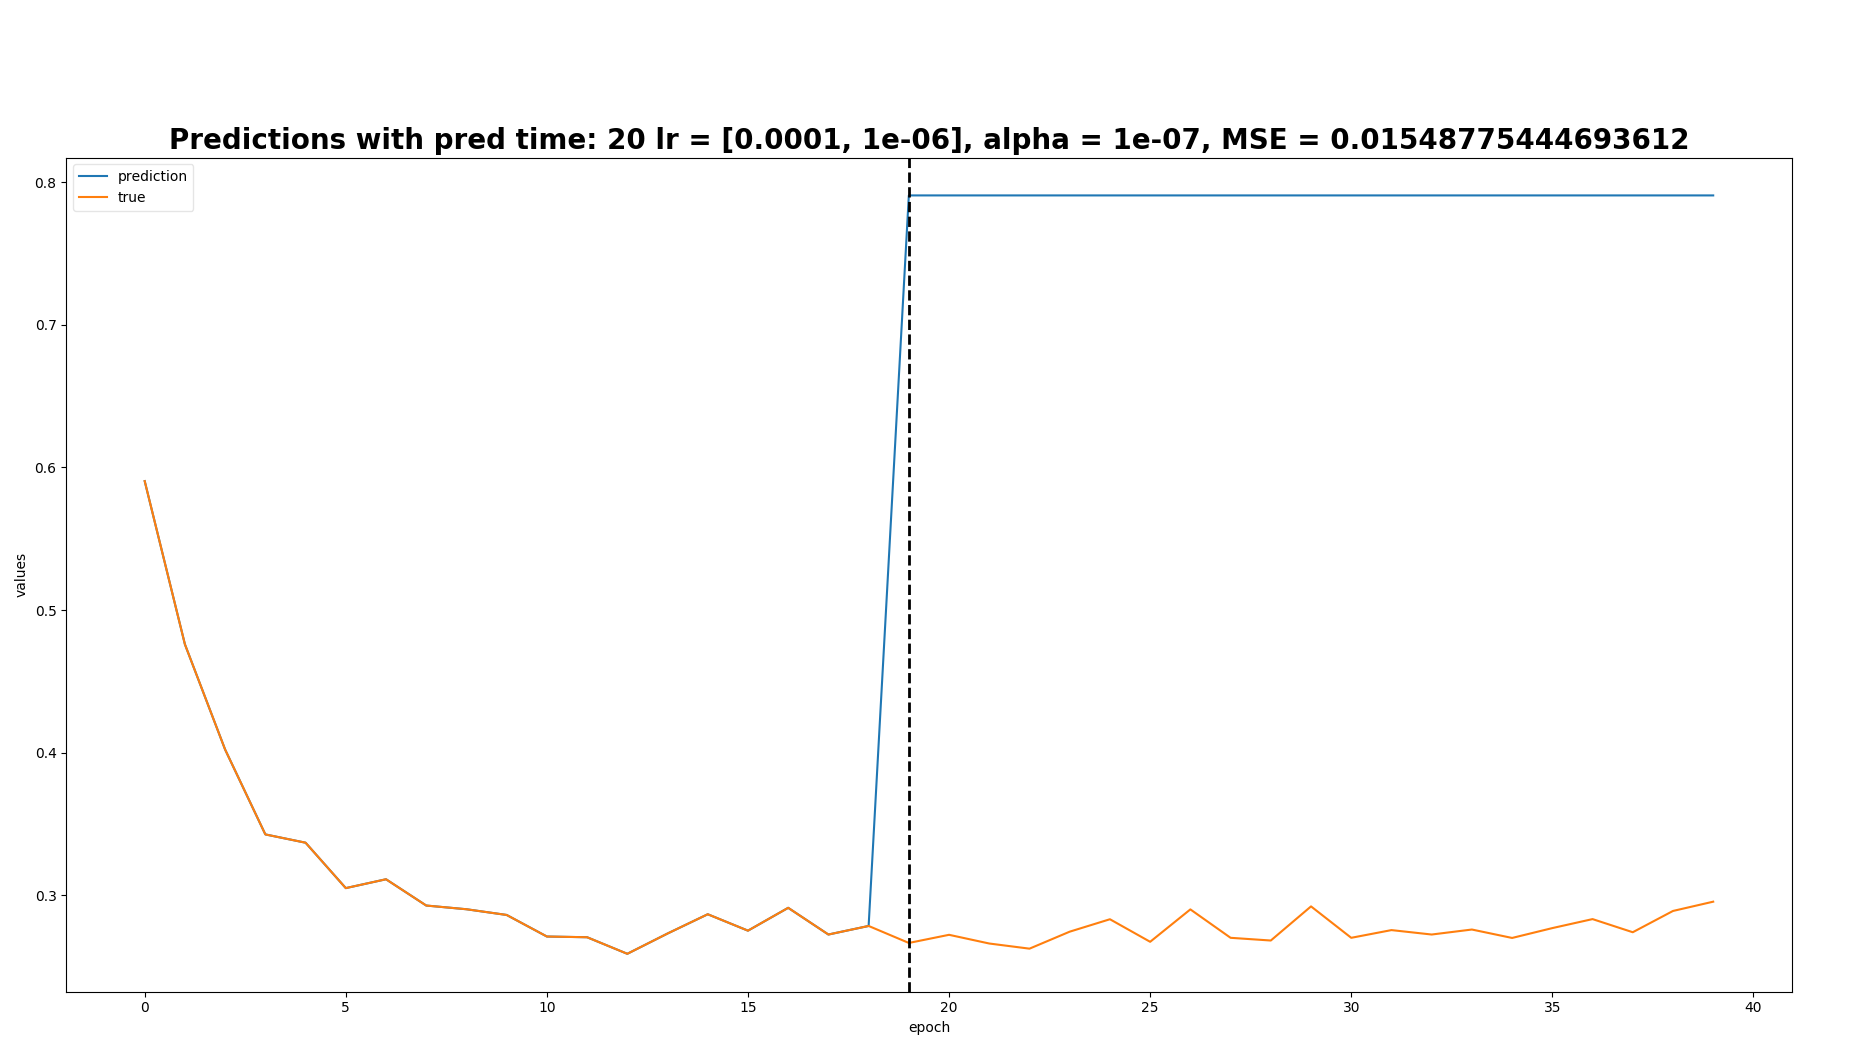 Predictions with pred time: 20 lr = [0.0001, 1e-06], alpha = 1e-07, MSE = 0.01548775444693612
prediction
true
0.8
0.7
0.6
0.5
0.4
0.3
values
0 5 10 15 20 25 30 35 40
epoch